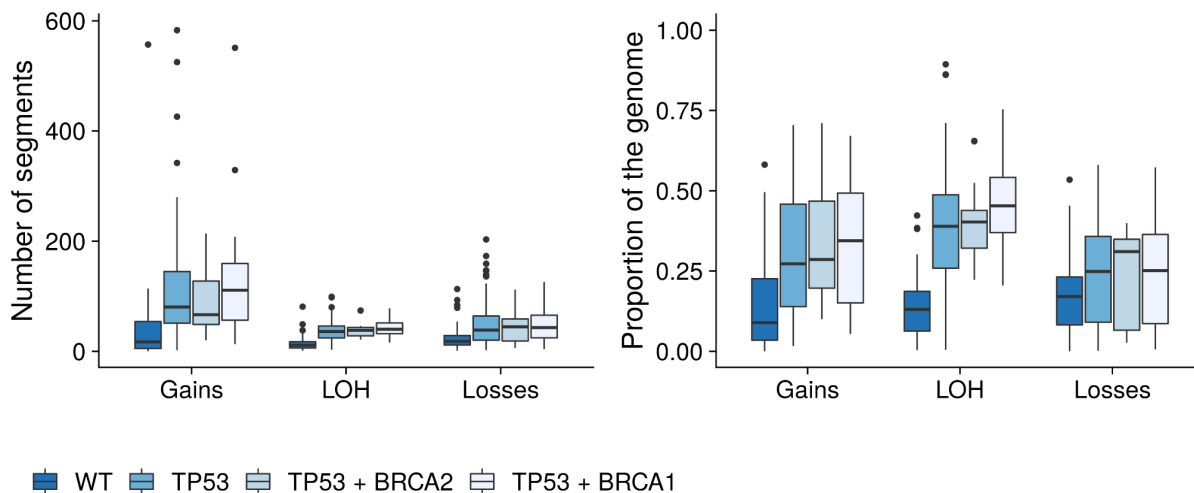 Number of segments
600
400
200
0
Gains
LOH
Losses
Proportion of the genome
1.00
0.75
0.50
0.25
0.00
Gains
LOH
Losses
WT
TP53
TP53 + BRCA2
TP53 + BRCA1